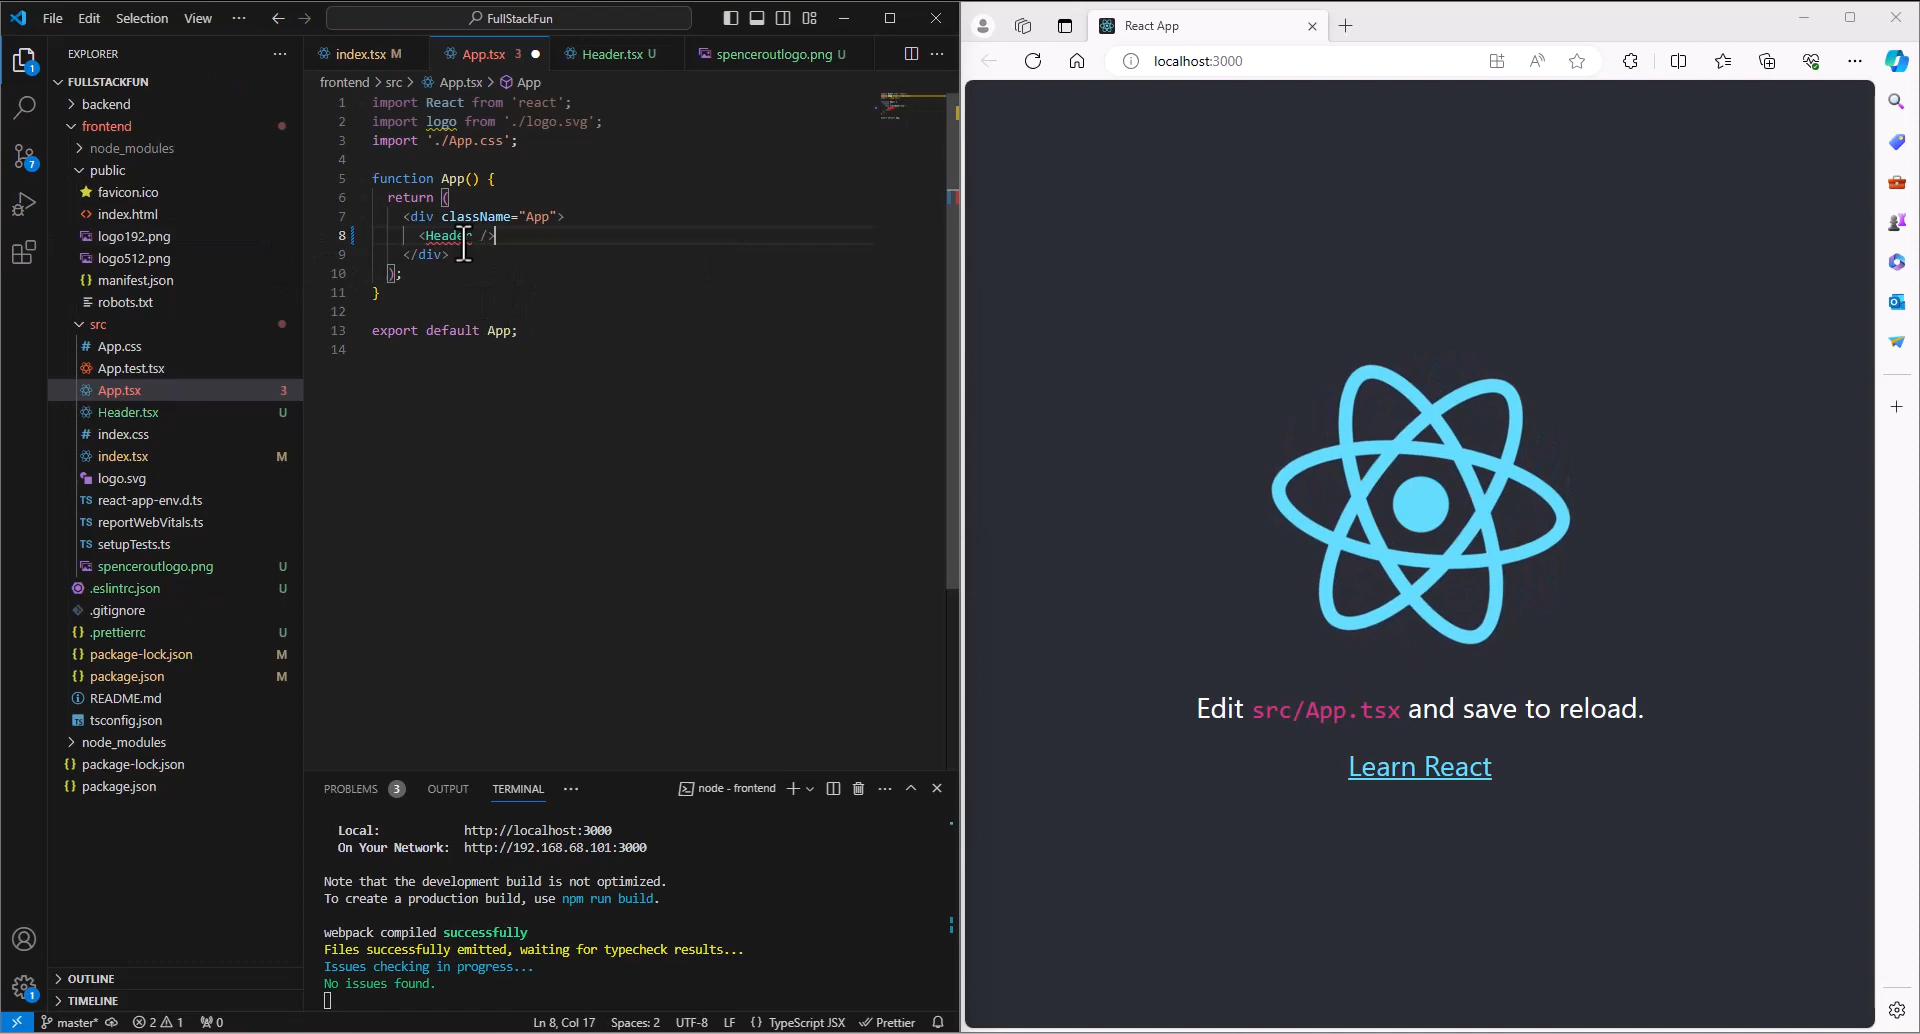 File Edit Selection View ··· FullStackFun
EXPLORER
FULLSTACKFUN
backend
frontend
node_modules
public
favicon.ico
index.html
logo192.png
logo512.png
manifest.json
robots.txt
src
App.css
App.test.tsx
App.tsx 3
Header.tsx U
index.css
index.tsx M
logo.svg
TS react-app-env.d.ts
TS reportWebVitals.ts
TS setupTests.ts
spenceroutlogo.png U
.eslintrc.json U
.gitignore
.prettierrc U
package-lock.json M
package.json M
README.md
tsconfig.json
node_modules
package-lock.json
package.json
OUTLINE
TIMELINE
1
7
1
index.tsx M App.tsx 3 Header.tsx U spenceroutlogo.png U
frontend > src > App.tsx > App
1 import React from 'react';
2 import logo from './logo.svg';
3 import './App.css';
4
5 function App() {
6 return (
7 <div className="App">
8 <Header />
9 </div>
10 );
11 }
12
13 export default App;
14
PROBLEMS 3 OUTPUT TERMINAL ··· node - frontend
Local: http://localhost:3000
On Your Network: http://192.168.68.101:3000
Note that the development build is not optimized.
To create a production build, use npm run build.
webpack compiled successfully
Files successfully emitted, waiting for typecheck results...
Issues checking in progress...
No issues found.
master* 2 1 0 Ln 8, Col 17 Spaces: 2 UTF-8 LF {} TypeScript JSX Prettier
React App
localhost:3000
Edit src/App.tsx and save to reload.
Learn React